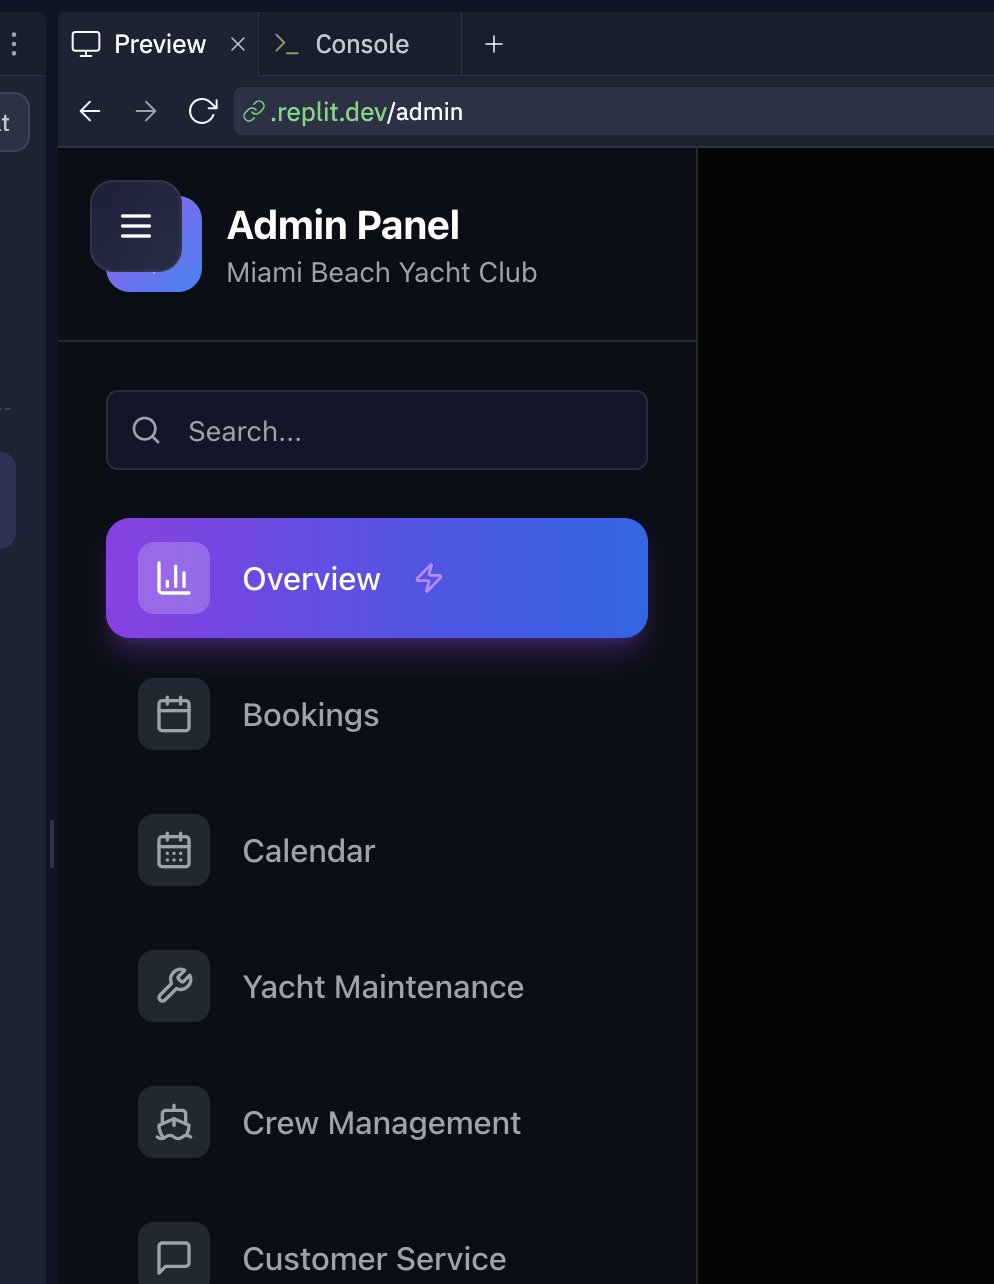 Preview
Console
.replit.dev/admin
Admin Panel
Miami Beach Yacht Club
Search...
Overview
Bookings
Calendar
Yacht Maintenance
Crew Management
Customer Service